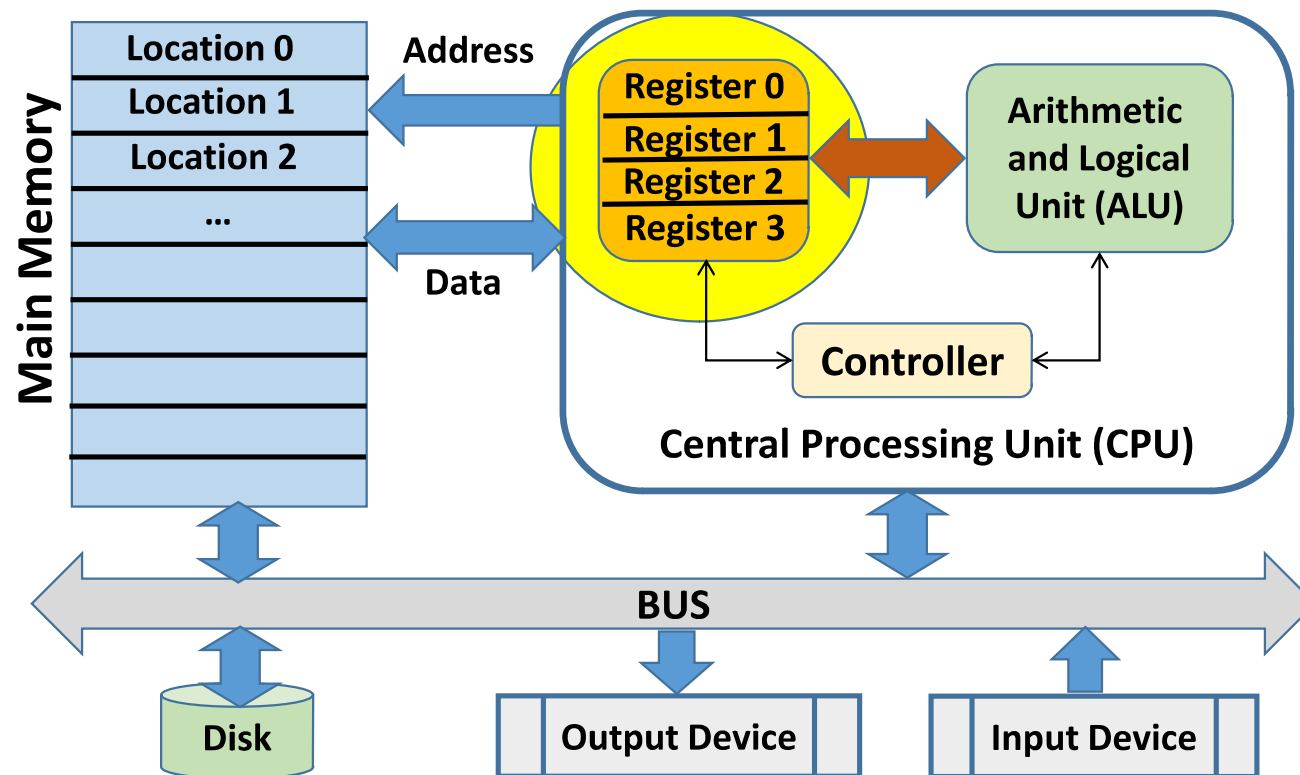 Main Memory
Location 0
Location 1
Location 2
...
Address
Data
Register 0
Register 1
Register 2
Register 3
Arithmetic
and Logical
Unit (ALU)
Controller
Central Processing Unit (CPU)
BUS
Disk
Output Device
Input Device